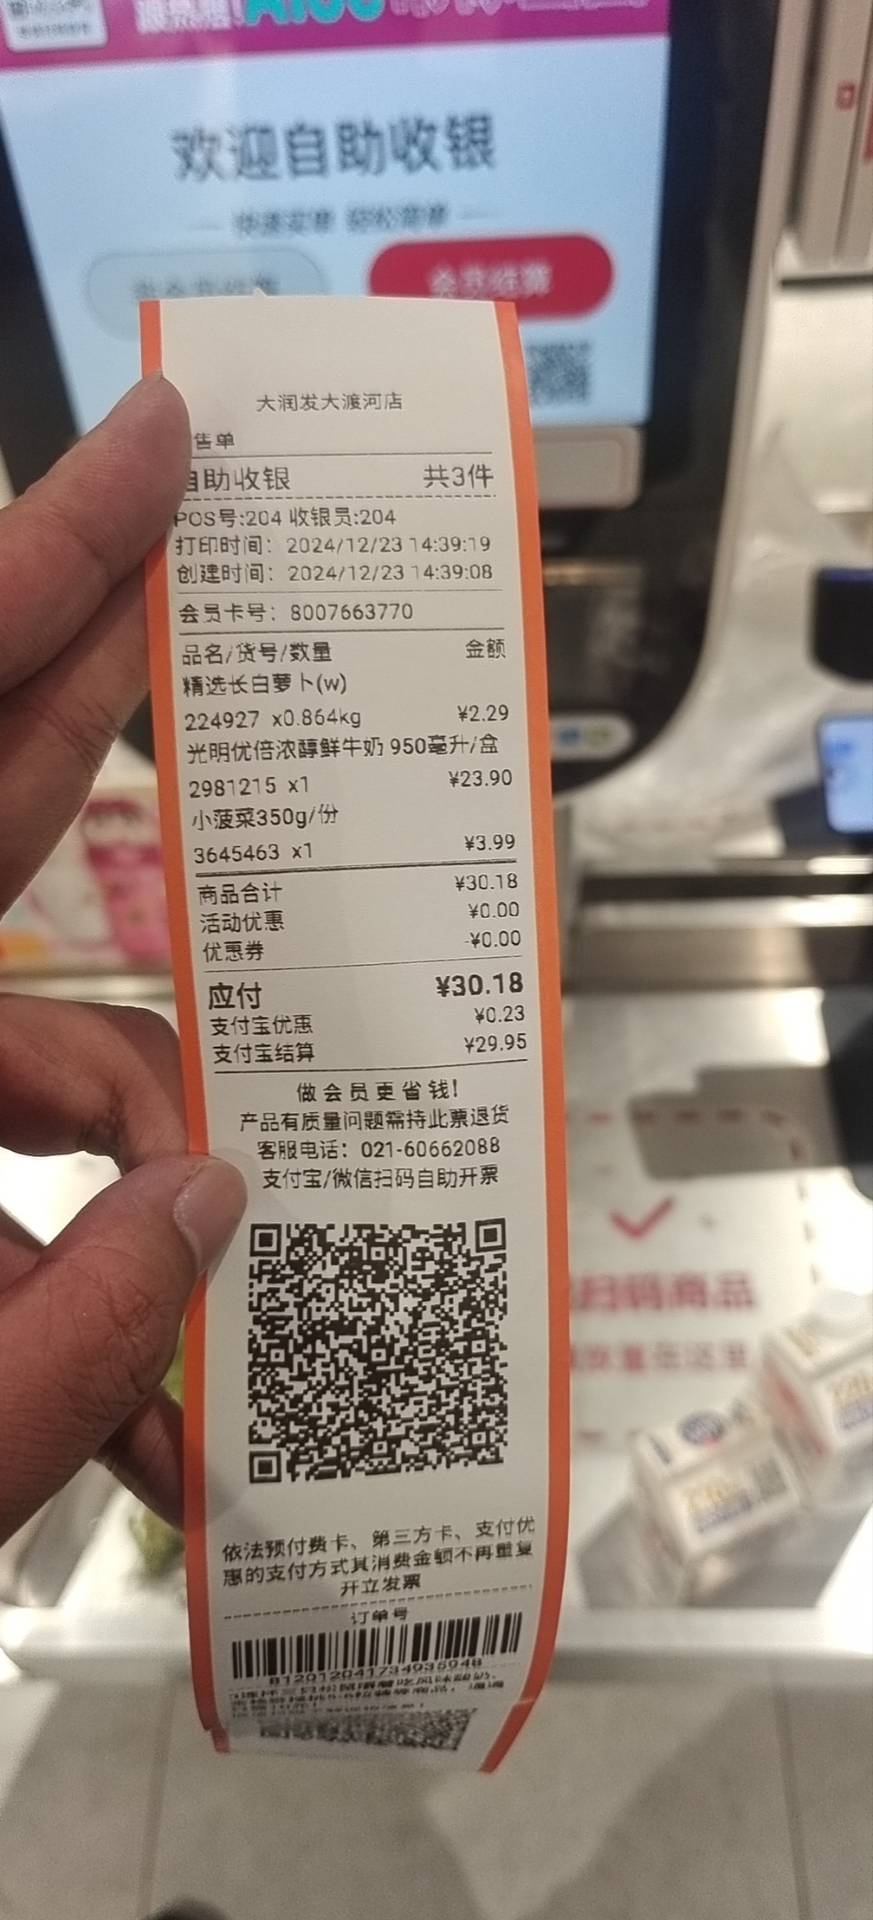 欢迎自助收银
会员结算
大润发大渡河店
售单
自助收银 共3件
POS号:204 收银员:204
打印时间：2024/12/23 14:39:19
创建时间：2024/12/23 14:39:08
会员卡号：8007663770
品名/货号/数量 金额
精选长白萝卜(w)
224927 x0.864kg ¥2.29
光明优倍浓醇鲜牛奶 950毫升/盒
2981215 x1 ¥23.90
小菠菜350g/份
3645463 x1 ¥3.99
商品合计 ¥30.18
活动优惠 ¥0.00
优惠券 -¥0.00
应付 ¥30.18
支付宝优惠 ¥0.23
支付宝结算 ¥29.95
做会员更省钱!
产品有质量问题需持此票退货
客服电话：021-60662088
支付宝/微信扫码自助开票
依法预付费卡、第三方卡、支付优
惠的支付方式其消费金额不再重复
开立发票
订单号
扫码商品